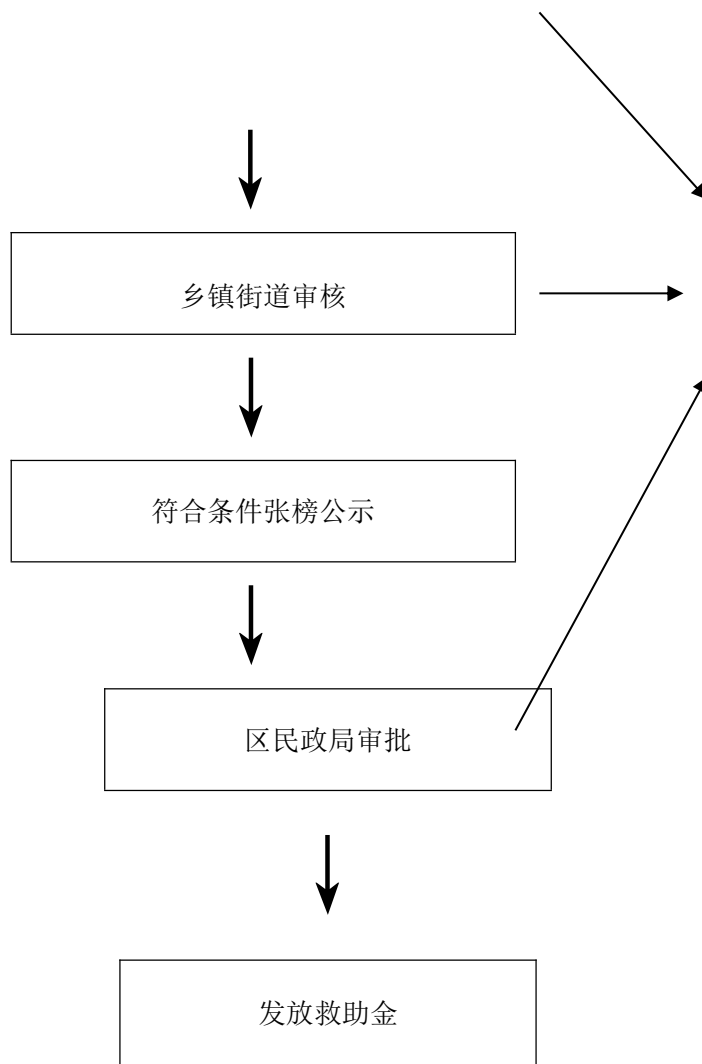 乡镇街道审核
符合条件张榜公示
区民政局审批
发放救助金